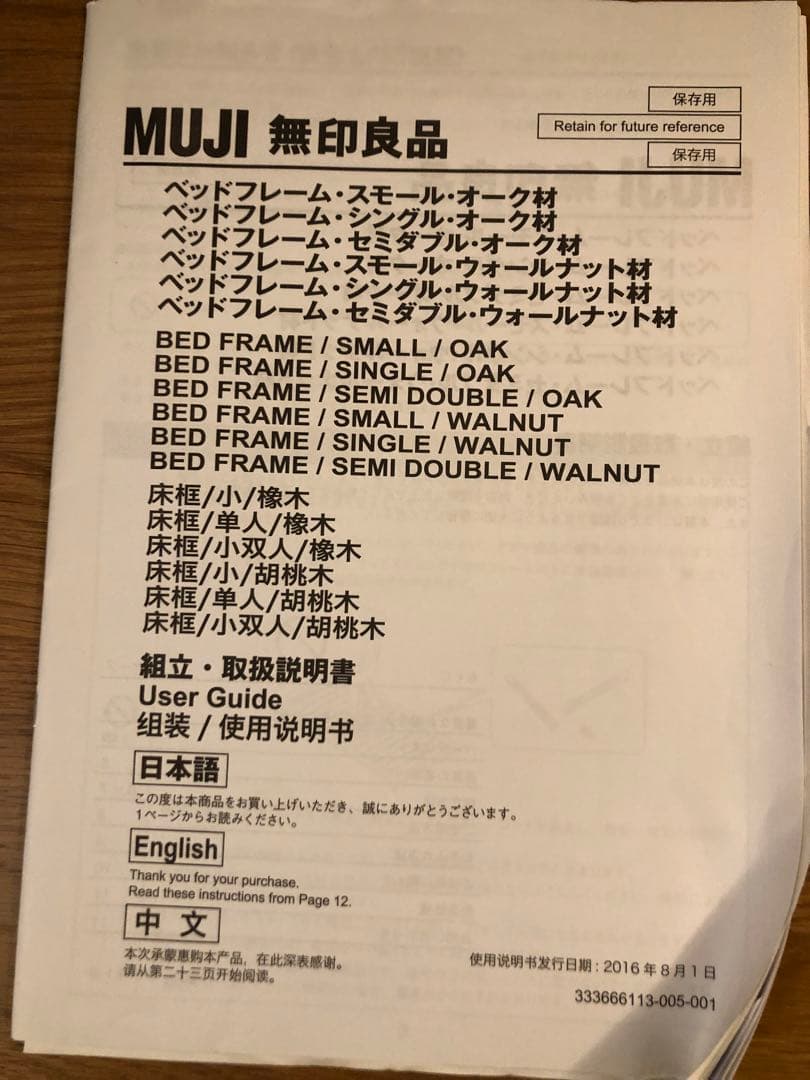 保存用
MUJI 無印良品
Retain for future reference
保存用
ベッドフレーム・スモール・オーク材
ベッドフレーム・シングル・オーク材
ベッドフレーム・セミダブル・オーク材
ベッドフレーム・スモール・ウォールナット材
ベッドフレーム・シングル・ウォールナット材
ベッドフレーム・セミダブル・ウォールナット材
BED FRAME / SMALL / OAK
BED FRAME / SINGLE / OAK
BED FRAME / SEMI DOUBLE / OAK
BED FRAME / SMALL / WALNUT
BED FRAME / SINGLE / WALNUT
BED FRAME / SEMI DOUBLE / WALNUT
床框/小/橡木
床框/单人/橡木
床框/小双人/橡木
床框/小/胡桃木
床框/单人/胡桃木
床框/小双人/胡桃木
組立・取扱説明書
User Guide
组装 / 使用说明书
日本語
この度は本商品をお買い上げいただき、誠にありがとうございます。
1ページからお読みください。
English
Thank you for your purchase.
Read these instructions from Page 12.
中 文
本次承蒙惠购本产品，在此深表感谢。
请从第二十三页开始阅读。
使用说明书发行日期 : 2016 年 8 月 1 日
333666113-005-001